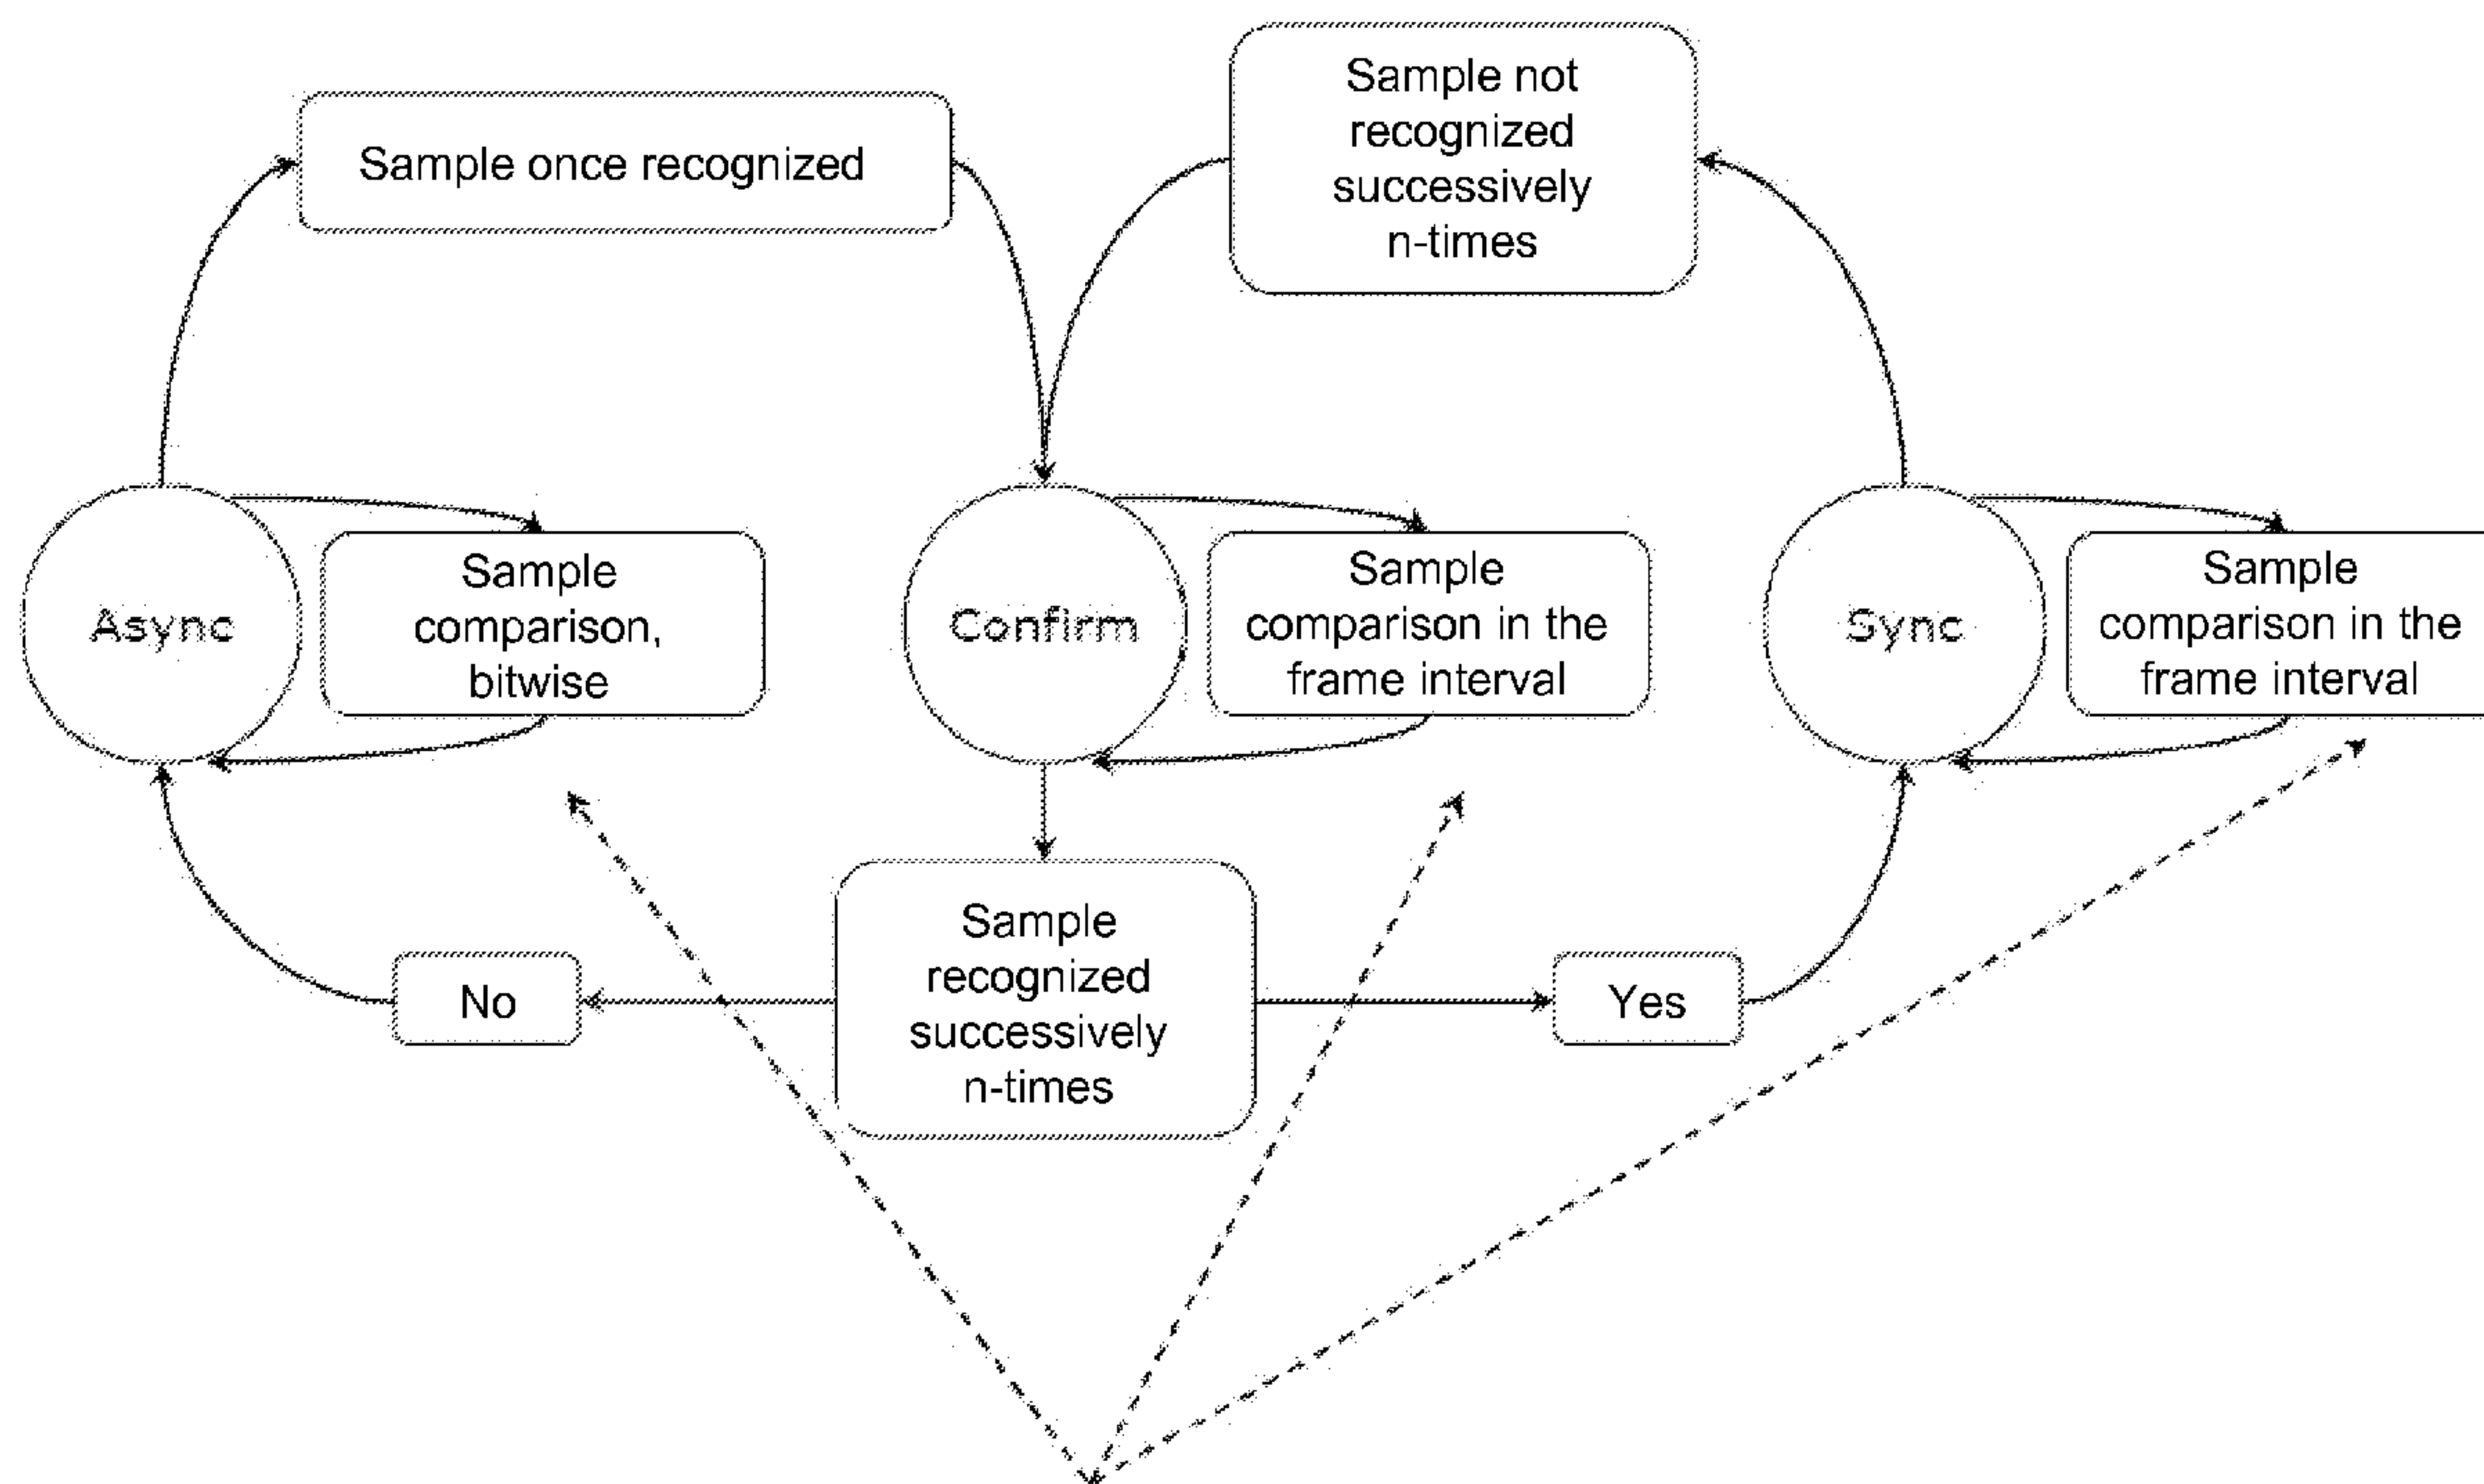 Sample once recognized
Sample not
recognized
successively
n-times
Async
Sample
comparison,
bitwise
Confirm
Sample
comparison in the
frame interval
Sync
Sample
comparison in the
frame interval
No
Sample
recognized
successively
n-times
Yes